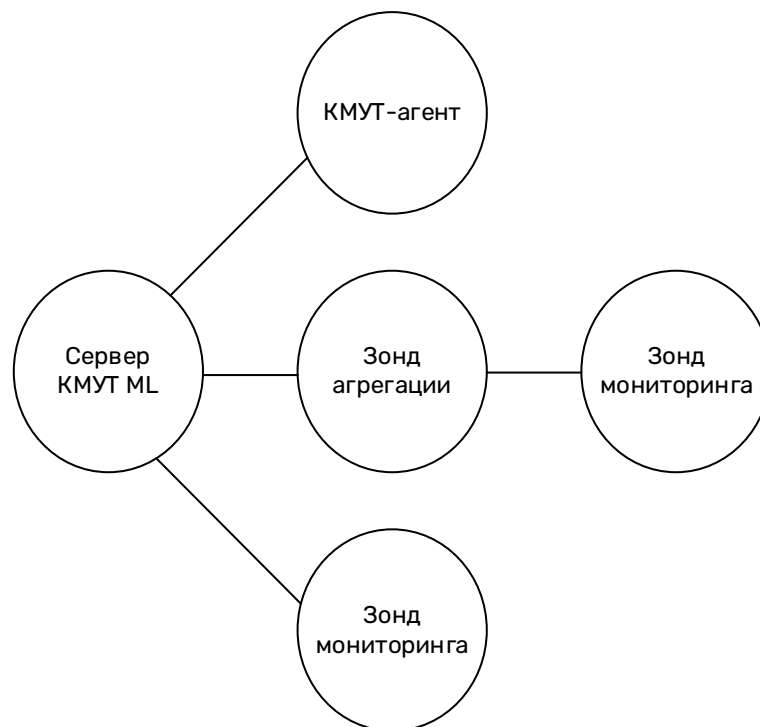 КМУТ-агент
Сервер
КМУТ ML
Зонд
агрегации
Зонд
мониторинга
Зонд
мониторинга